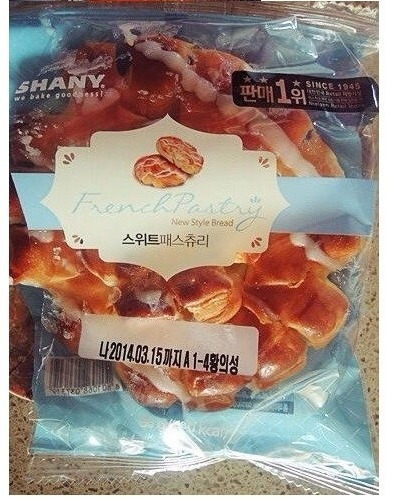 SHANY
we bake goodness!
SINCE 1945
판매1위
French Pastry
New Style Bread
스위트패스츄리
나2014.03.15까지A1-4황의성
kcal